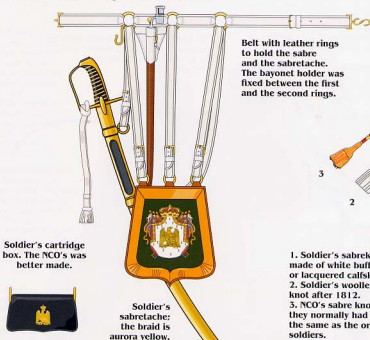 Belt with leather rings
to hold the sabre
and the sabretache.
The bayonet holder was
fixed between the first
and the second rings.
3
2
Soldier's cartridge
box. The NCO's was
better made.
Soldier's
sabretache;
the braid is
aurora yellow.
1. Soldier's sabrek
made of white buff
or lacquered calfsk
2. Soldier's woolle
knot after 1812.
3. NCO's sabre kno
they normally had
the same as the or
soldiers.